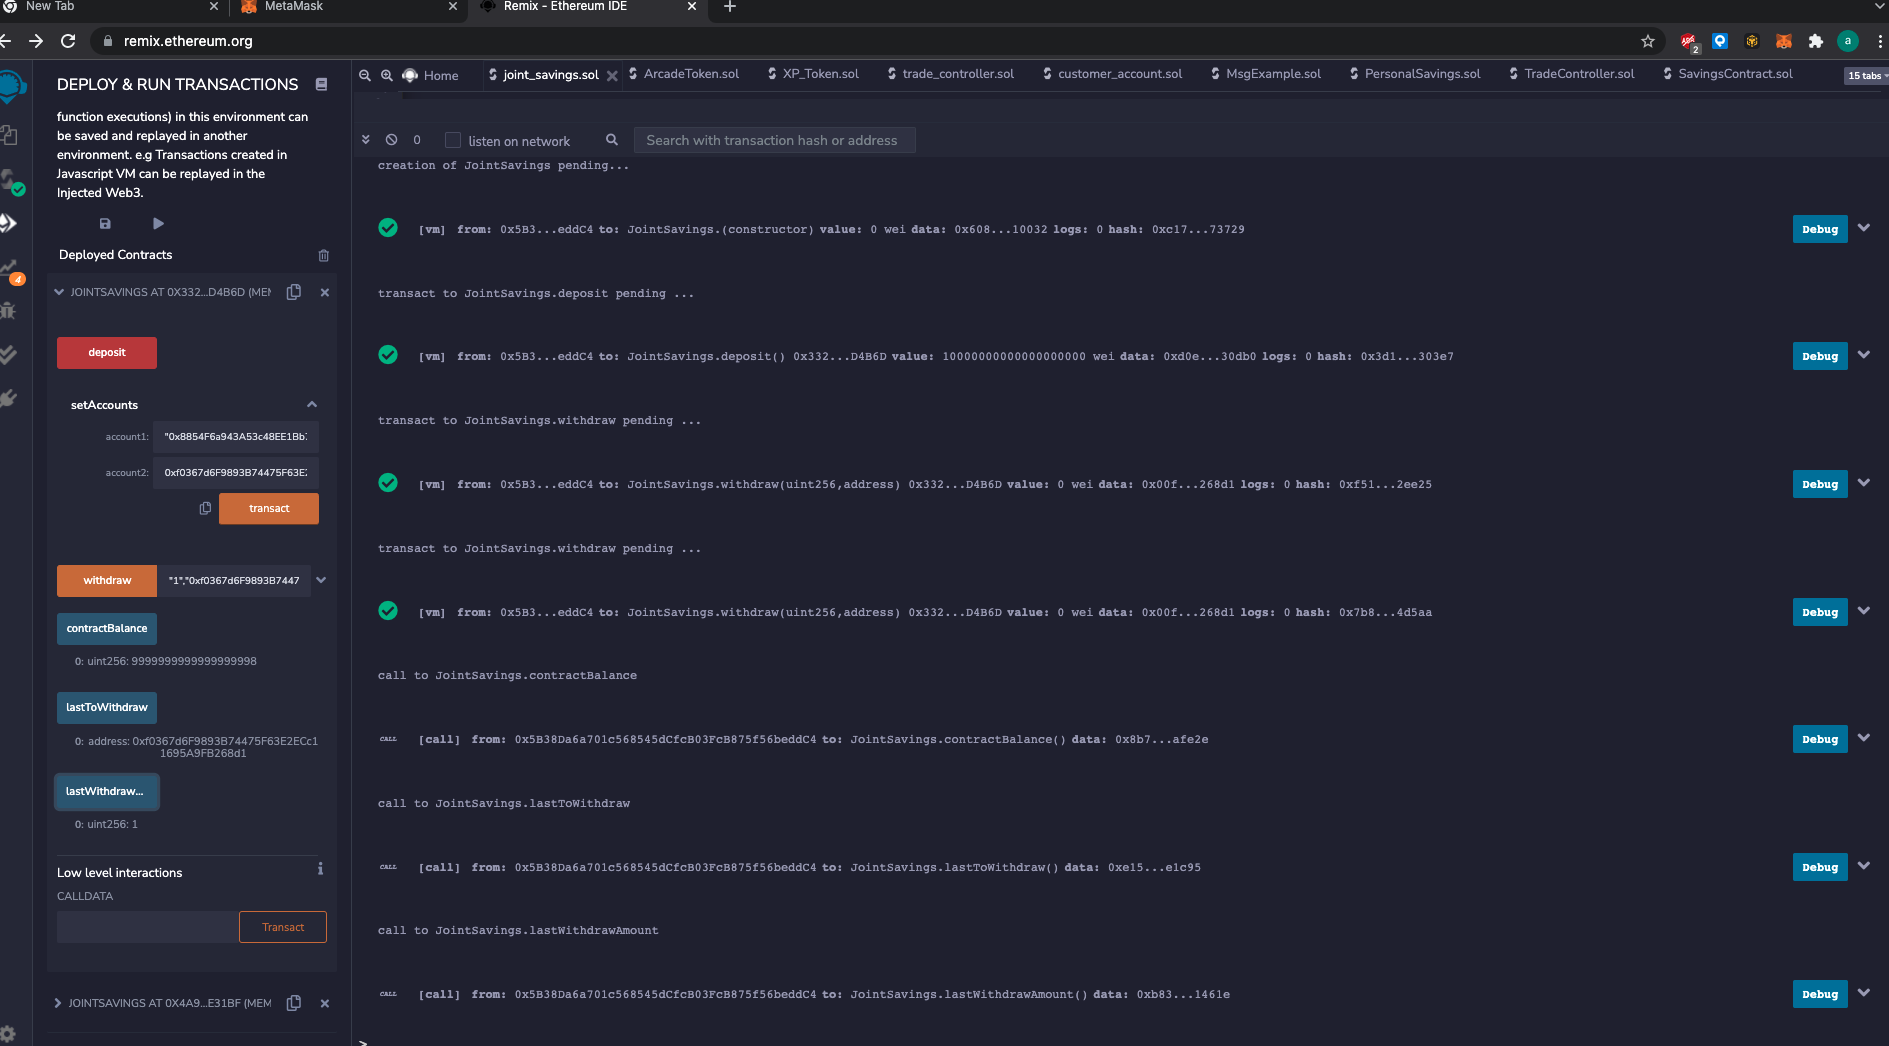 New Tab
MetaMask
Remix - Ethereum IDE
remix.ethereum.org
2
a
DEPLOY & RUN TRANSACTIONS
function executions) in this environment can
be saved and replayed in another
environment. e.g Transactions created in
Javascript VM can be replayed in the
Injected Web3.
Deployed Contracts
4
JOINTSAVINGS AT 0X332...D4B6D (MEM
deposit
setAccounts
account1: "0x8854F6a943A53c48EE1Bb
account2: 0xf0367d6F9893B74475F63E
transact
withdraw "1","0xf0367d6F9893B7447
contractBalance
0: uint256: 9999999999999999998
lastToWithdraw
0: address: 0xf0367d6F9893B74475F63E2ECc1
1695A9FB268d1
lastWithdraw...
0: uint256: 1
Low level interactions
CALLDATA
Transact
JOINTSAVINGS AT 0X4A9...E31BF (MEM
Home
joint_savings.sol
ArcadeToken.sol
XP_Token.sol
trade_controller.sol
customer_account.sol
MsgExample.sol
PersonalSavings.sol
TradeController.sol
SavingsContract.sol
15 tabs
0
listen on network
Search with transaction hash or address
creation of JointSavings pending...
[vm] from: 0x5B3...eddC4 to: JointSavings.(constructor) value: 0 wei data: 0x608...10032 logs: 0 hash: 0xc17...73729
Debug
transact to JointSavings.deposit pending ...
[vm] from: 0x5B3...eddC4 to: JointSavings.deposit() 0x332...D4B6D value: 10000000000000000000 wei data: 0xd0e...30db0 logs: 0 hash: 0x3d1...303e7
Debug
transact to JointSavings.withdraw pending ...
[vm] from: 0x5B3...eddC4 to: JointSavings.withdraw(uint256,address) 0x332...D4B6D value: 0 wei data: 0x00f...268d1 logs: 0 hash: 0xf51...2ee25
Debug
transact to JointSavings.withdraw pending ...
[vm] from: 0x5B3...eddC4 to: JointSavings.withdraw(uint256,address) 0x332...D4B6D value: 0 wei data: 0x00f...268d1 logs: 0 hash: 0x7b8...4d5aa
Debug
call to JointSavings.contractBalance
CALL [call] from: 0x5B38Da6a701c568545dCfcB03FcB875f56beddC4 to: JointSavings.contractBalance() data: 0x8b7...afe2e
Debug
call to JointSavings.lastToWithdraw
CALL [call] from: 0x5B38Da6a701c568545dCfcB03FcB875f56beddC4 to: JointSavings.lastToWithdraw() data: 0xe15...e1c95
Debug
call to JointSavings.lastWithdrawAmount
CALL [call] from: 0x5B38Da6a701c568545dCfcB03FcB875f56beddC4 to: JointSavings.lastWithdrawAmount() data: 0xb83...1461e
Debug
>